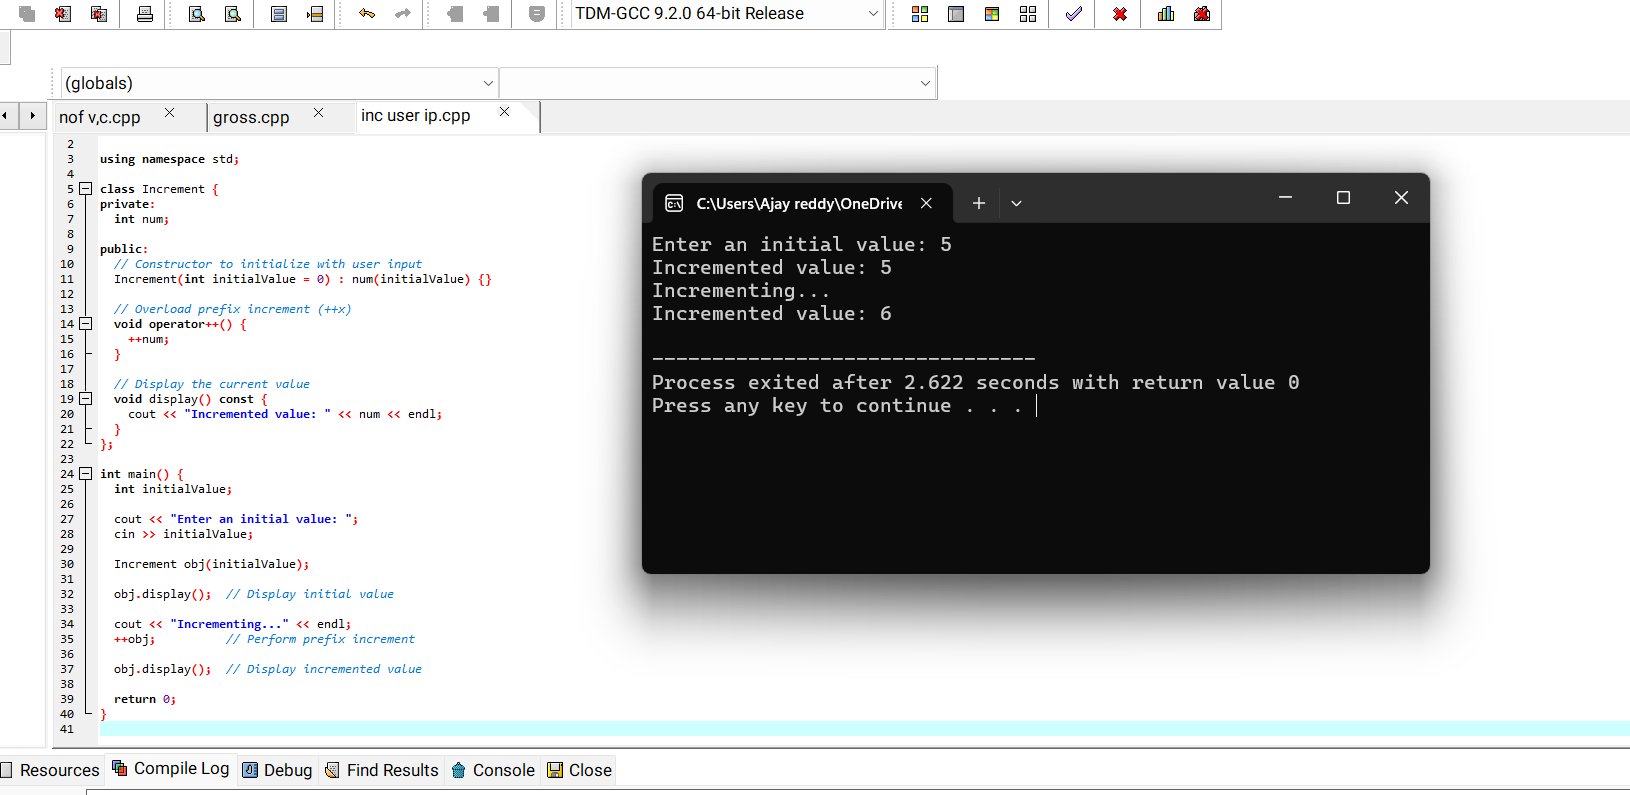 TDM-GCC 9.2.0 64-bit Release
(globals)
nof v,c.cpp
gross.cpp
inc user ip.cpp
2
3 using namespace std;
4
5 class Increment {
6 private:
7 int num;
8
9 public:
10 // Constructor to initialize with user input
11 Increment(int initialValue = 0) : num(initialValue) {}
12
13 // Overload prefix increment (++x)
14 void operator++() {
15 ++num;
16 }
17
18 // Display the current value
19 void display() const {
20 cout << "Incremented value: " << num << endl;
21 }
22 };
23
24 int main() {
25 int initialValue;
26
27 cout << "Enter an initial value: ";
28 cin >> initialValue;
29
30 Increment obj(initialValue);
31
32 obj.display(); // Display initial value
33
34 cout << "Incrementing..." << endl;
35 ++obj; // Perform prefix increment
36
37 obj.display(); // Display incremented value
38
39 return 0;
40 }
41
C:\Users\Ajay reddy\OneDrive
Enter an initial value: 5
Incremented value: 5
Incrementing...
Incremented value: 6
--------------------------------
Process exited after 2.622 seconds with return value 0
Press any key to continue . . .
Resources
Compile Log
Debug
Find Results
Console
Close